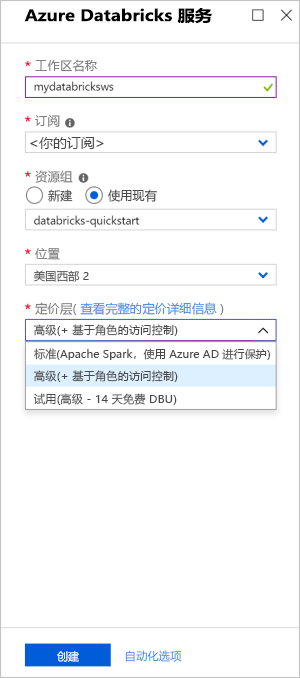 Azure Databricks 服务
* 工作区名称
mydatabricksws
* 订阅
<你的订阅>
* 资源组
新建 使用现有
databricks-quickstart
* 位置
美国西部 2
* 定价层( 查看完整的定价详细信息 )
高级(+ 基于角色的访问控制)
标准(Apache Spark，使用 Azure AD 进行保护)
高级(+ 基于角色的访问控制)
试用(高级 - 14 天免费 DBU)
创建 自动化选项